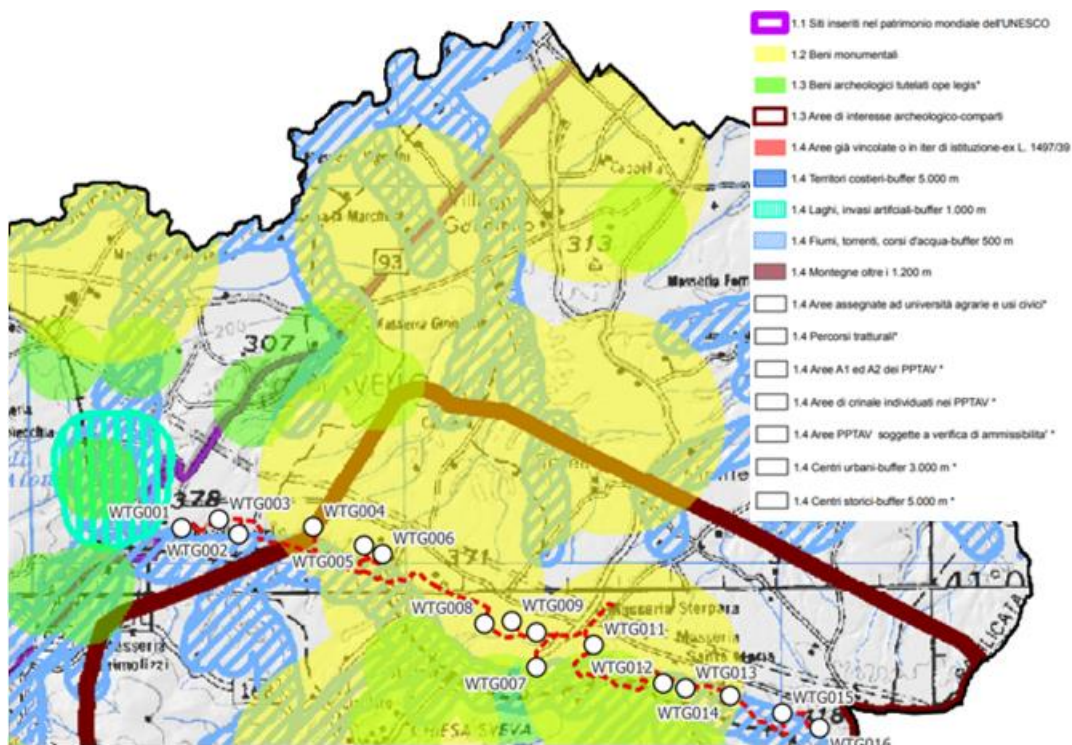 1.1 Siti inseriti nel patrimonio mondiale dell'UNESCO
1.2 Beni monumentali
1.3 Beni archeologici tutelati ope legis*
1.3 Aree di interesse archeologico-comparti
1.4 Aree già vincolate o in iter di istituzione-ex L. 1497/39
1.4 Territori costieri-buffer 5.000 m
1.4 Laghi, invasi artifciali-buffer 1.000 m
1.4 Fiumi, torrenti, corsi d'acqua-buffer 500 m
1.4 Montegne oltre i 1.200 m
1.4 Aree assegnate ad università agrarie e usi civici*
1.4 Percorsi tratturali*
1.4 Aree A1 ed A2 dei PPTAV *
1.4 Aree di crinale individuati nei PPTAV *
1.4 Aree PPTAV soggette a verifica di ammissibilita' *
1.4 Centri urbani-buffer 3.000 m *
1.4 Centri storici-buffer 5.000 m *
313
93
307
378
WTG001
WTG003
WTG004
WTG002
WTG005
WTG006
371
WTG008
WTG009
Masseria Sterpara
WTG011
Masseria
WTG012
WTG013
WTG007
WTG014
WTG015
CHIESA SVEVA
WTG016